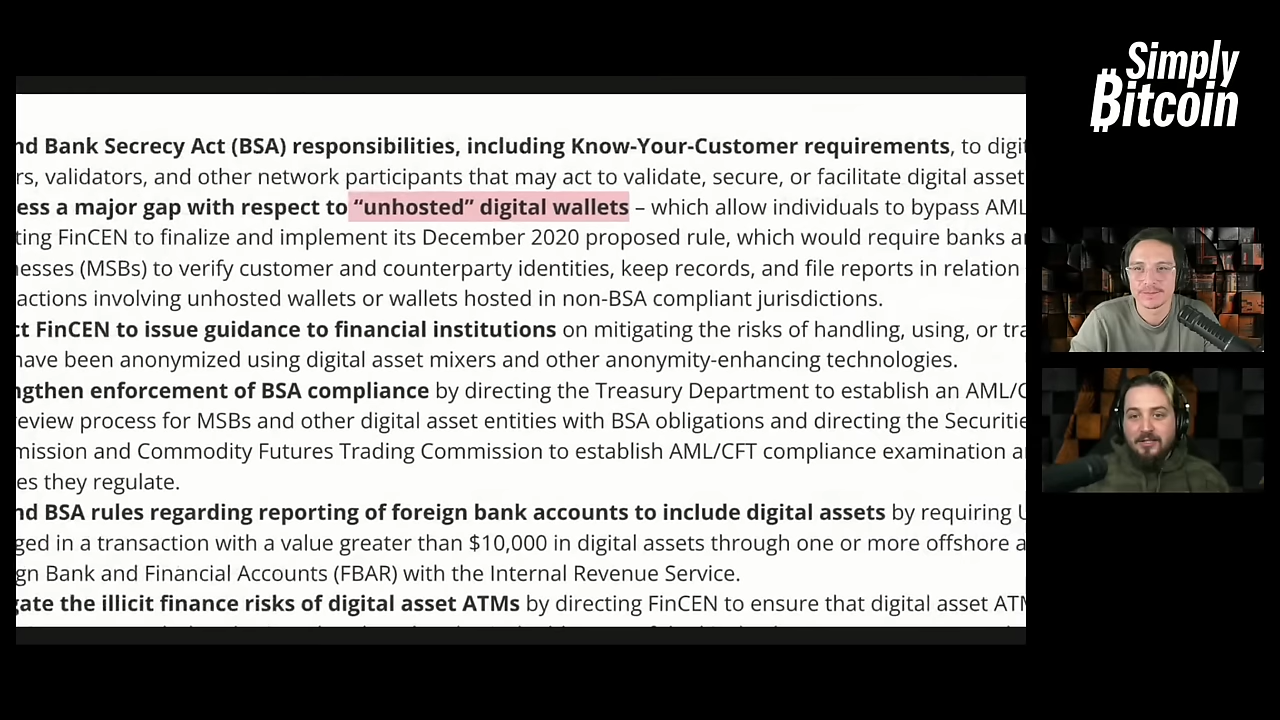 Simply
Bitcoin
nd Bank Secrecy Act (BSA) responsibilities, including Know-Your-Customer requirements, to digit
rs, validators, and other network participants that may act to validate, secure, or facilitate digital asset
ess a major gap with respect to “unhosted” digital wallets – which allow individuals to bypass AML
ting FinCEN to finalize and implement its December 2020 proposed rule, which would require banks a
nesses (MSBs) to verify customer and counterparty identities, keep records, and file reports in relation
actions involving unhosted wallets or wallets hosted in non-BSA compliant jurisdictions.
ct FinCEN to issue guidance to financial institutions on mitigating the risks of handling, using, or tra
have been anonymized using digital asset mixers and other anonymity-enhancing technologies.
ngthen enforcement of BSA compliance by directing the Treasury Department to establish an AML/C
review process for MSBs and other digital asset entities with BSA obligations and directing the Securitie
mission and Commodity Futures Trading Commission to establish AML/CFT compliance examination a
es they regulate.
nd BSA rules regarding reporting of foreign bank accounts to include digital assets by requiring U
ged in a transaction with a value greater than $10,000 in digital assets through one or more offshore a
gn Bank and Financial Accounts (FBAR) with the Internal Revenue Service.
gate the illicit finance risks of digital asset ATMs by directing FinCEN to ensure that digital asset ATM